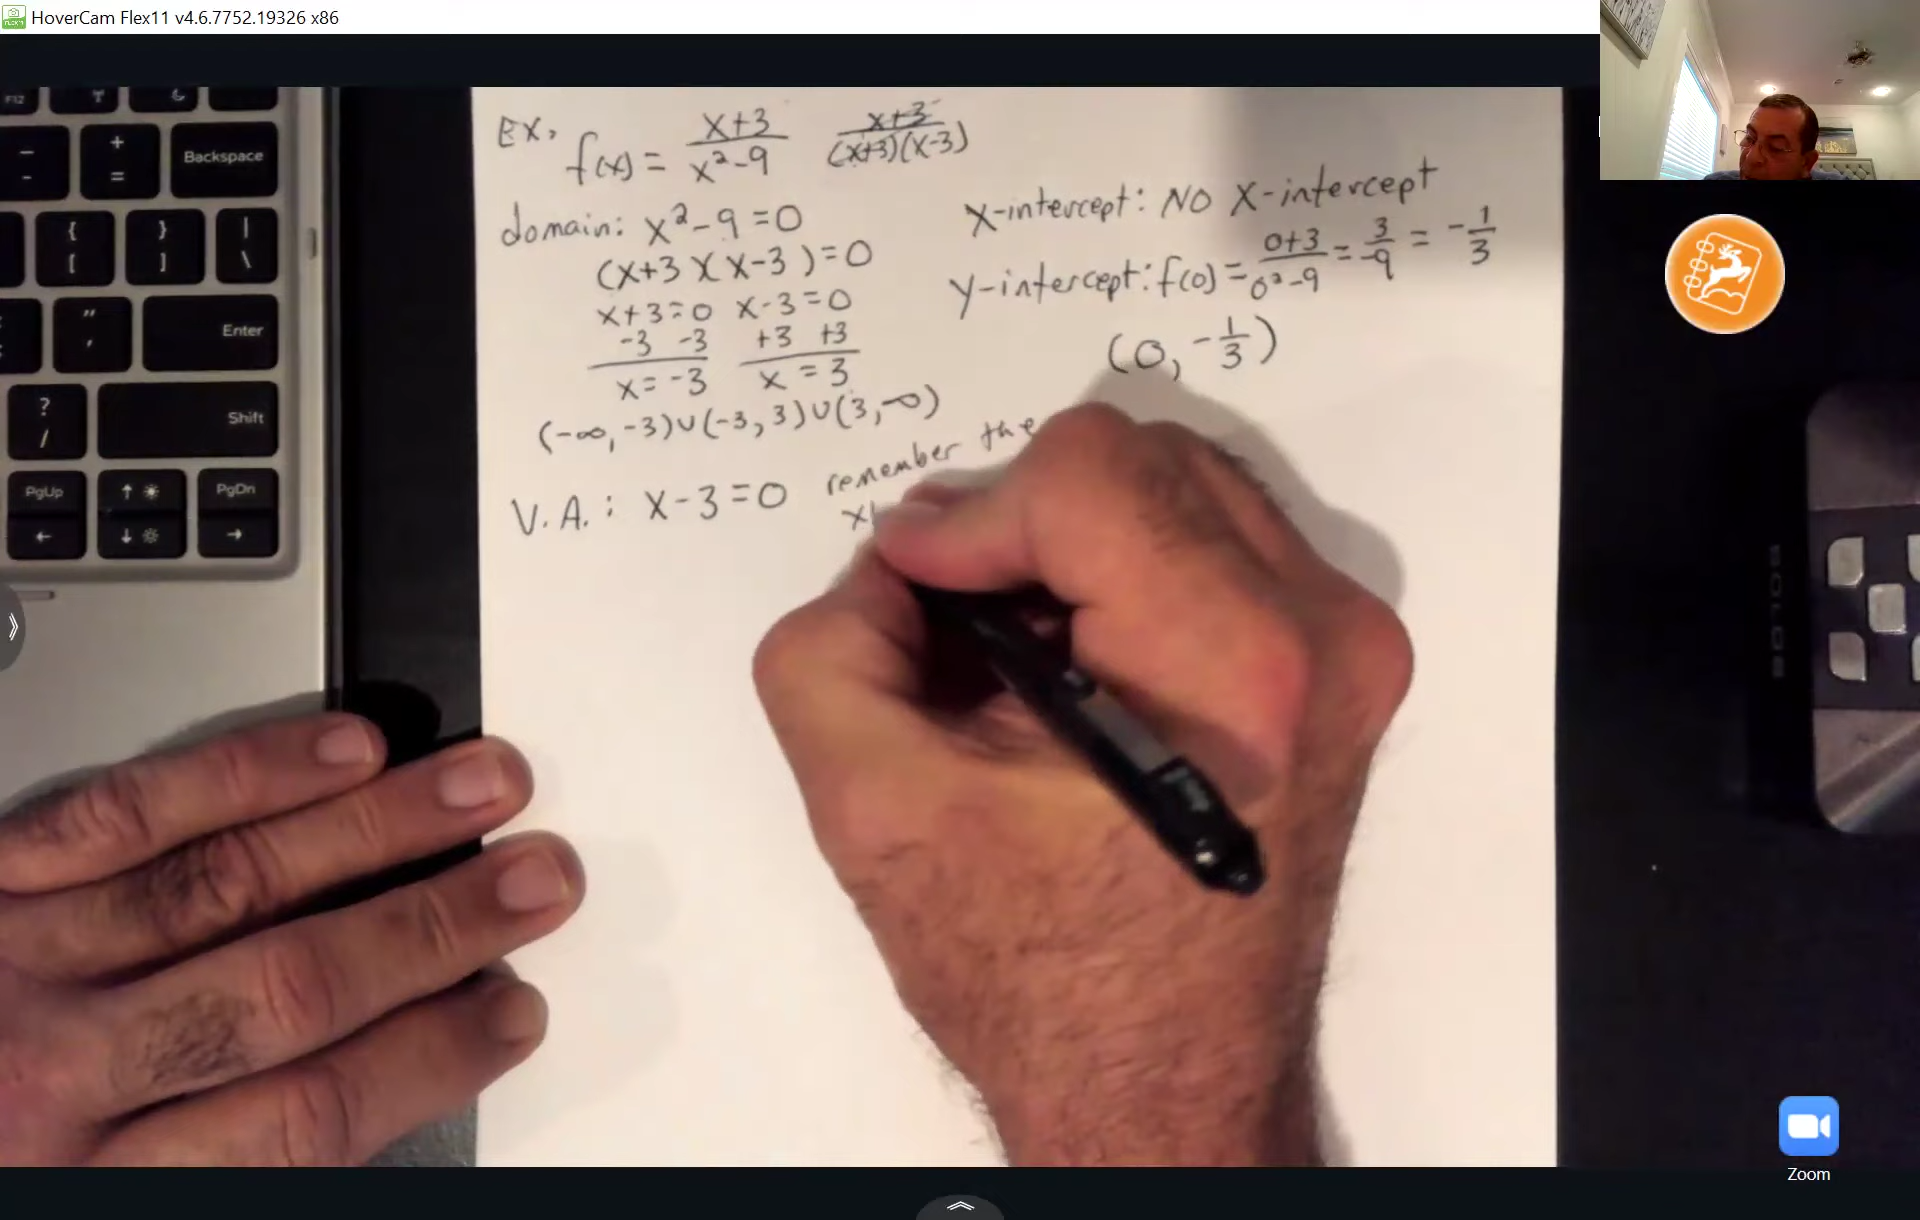 HoverCam Flex11 v4.6.7752.19326 x86
F12
Backspace
Enter
Shift
PgUp
PgDn
Ex. f(x) = x+3 / x²-9   x+3 / (x+3)(x-3)
domain: x²-9=0
(x+3)(x-3)=0
x+3=0 x-3=0
-3 -3 +3 +3
x=-3 x=3
(-∞,-3)∪(-3,3)∪(3,∞)
V.A.: x-3=0 remember the
x
x-intercept: NO x-intercept
y-intercept: f(0) = 0+3 / 0²-9 = 3 / -9 = -1/3
(0, -1/3)
BOLDE
Zoom